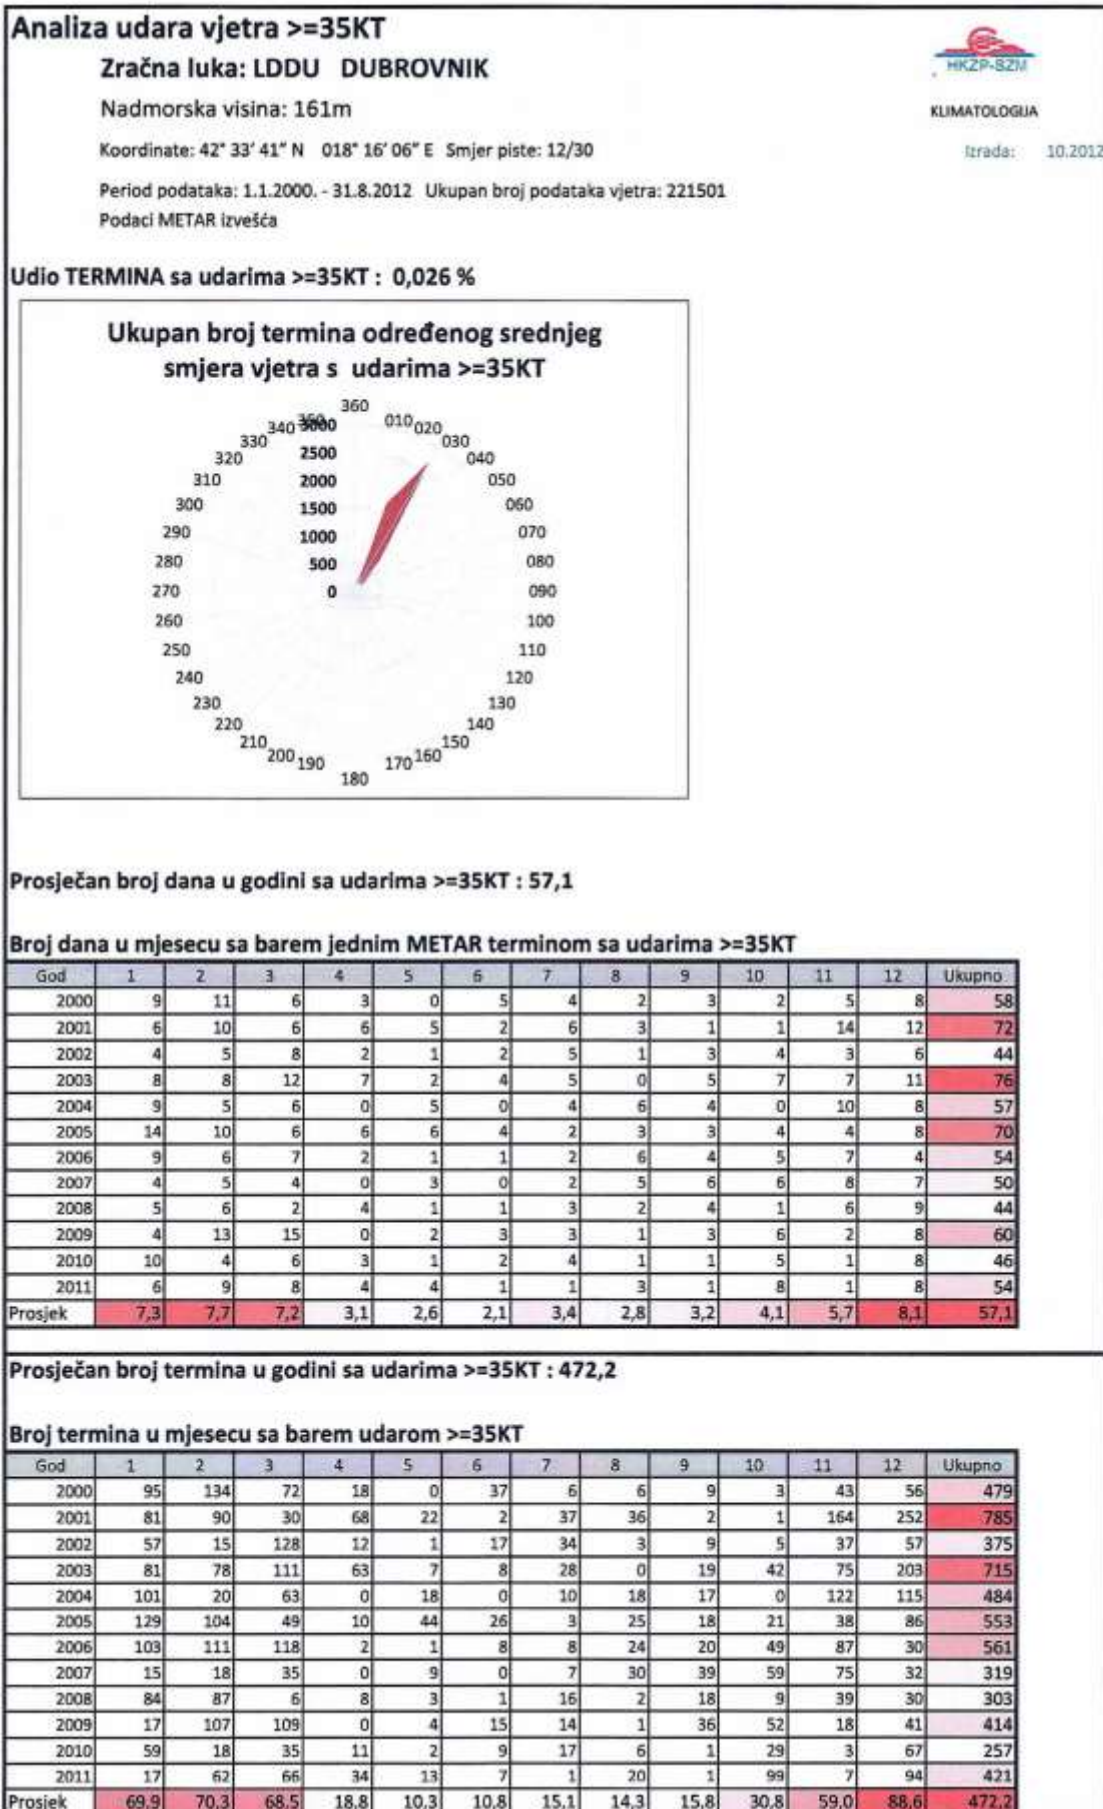 Analiza udara vjetra >=35KT
Zračna luka: LDDU DUBROVNIK
HKZP-BZM
Nadmorska visina: 161m
KLIMATOLOGIJA
Koordinate: 42° 33' 41" N 018° 16' 06" E Smjer piste: 12/30
Izrada: 10.2012
Period podataka: 1.1.2000. - 31.8.2012 Ukupan broj podataka vjetra: 221501
Podaci METAR izvešća
Udio TERMINA sa udarima >=35KT : 0,026 %
Ukupan broj termina određenog srednjeg
smjera vjetra s udarima >=35KT
360
010
020
030
040
050
060
070
080
090
100
110
120
130
140
150
160
170
180
190
200
210
220
230
240
250
260
270
280
290
300
310
320
330
340
350
3000
2500
2000
1500
1000
500
0
Prosječan broj dana u godini sa udarima >=35KT : 57,1
Broj dana u mjesecu sa barem jednim METAR terminom sa udarima >=35KT
God 1 2 3 4 5 6 7 8 9 10 11 12 Ukupno
2000 9 11 6 3 0 5 4 2 3 2 5 8 58
2001 6 10 6 6 5 2 6 3 1 1 14 12 72
2002 4 5 8 2 1 2 5 1 3 4 3 6 44
2003 8 8 12 7 2 4 5 0 5 7 7 11 76
2004 9 5 6 0 5 0 4 6 4 0 10 8 57
2005 14 10 6 6 6 4 2 3 3 4 4 8 70
2006 9 6 7 2 1 1 2 6 4 5 7 4 54
2007 4 5 4 0 3 0 2 5 6 6 8 7 50
2008 5 6 2 4 1 1 3 2 4 1 6 9 44
2009 4 13 15 0 2 3 3 1 3 6 2 8 60
2010 10 4 6 3 1 2 4 1 1 5 1 8 46
2011 6 9 8 4 4 1 1 3 1 8 1 8 54
Prosjek 7,3 7,7 7,2 3,1 2,6 2,1 3,4 2,8 3,2 4,1 5,7 8,1 57,1
Prosječan broj termina u godini sa udarima >=35KT : 472,2
Broj termina u mjesecu sa barem udarom >=35KT
God 1 2 3 4 5 6 7 8 9 10 11 12 Ukupno
2000 95 134 72 18 0 37 6 6 9 3 43 56 479
2001 81 90 30 68 22 2 37 36 2 1 164 252 785
2002 57 15 128 12 1 17 34 3 9 5 37 57 375
2003 81 78 111 63 7 8 28 0 19 42 75 203 715
2004 101 20 63 0 18 0 10 18 17 0 122 115 484
2005 129 104 49 10 44 26 3 25 18 21 38 86 553
2006 103 111 118 2 1 8 8 24 20 49 87 30 561
2007 15 18 35 0 9 0 7 30 39 59 75 32 319
2008 84 87 6 8 3 1 16 2 18 9 39 30 303
2009 17 107 109 0 4 15 14 1 36 52 18 41 414
2010 59 18 35 11 2 9 17 6 1 29 3 67 257
2011 17 62 66 34 13 7 1 20 1 99 7 94 421
Prosjek 69,9 70,3 68,5 18,8 10,3 10,8 15,1 14,3 15,8 30,8 59,0 88,6 472,2